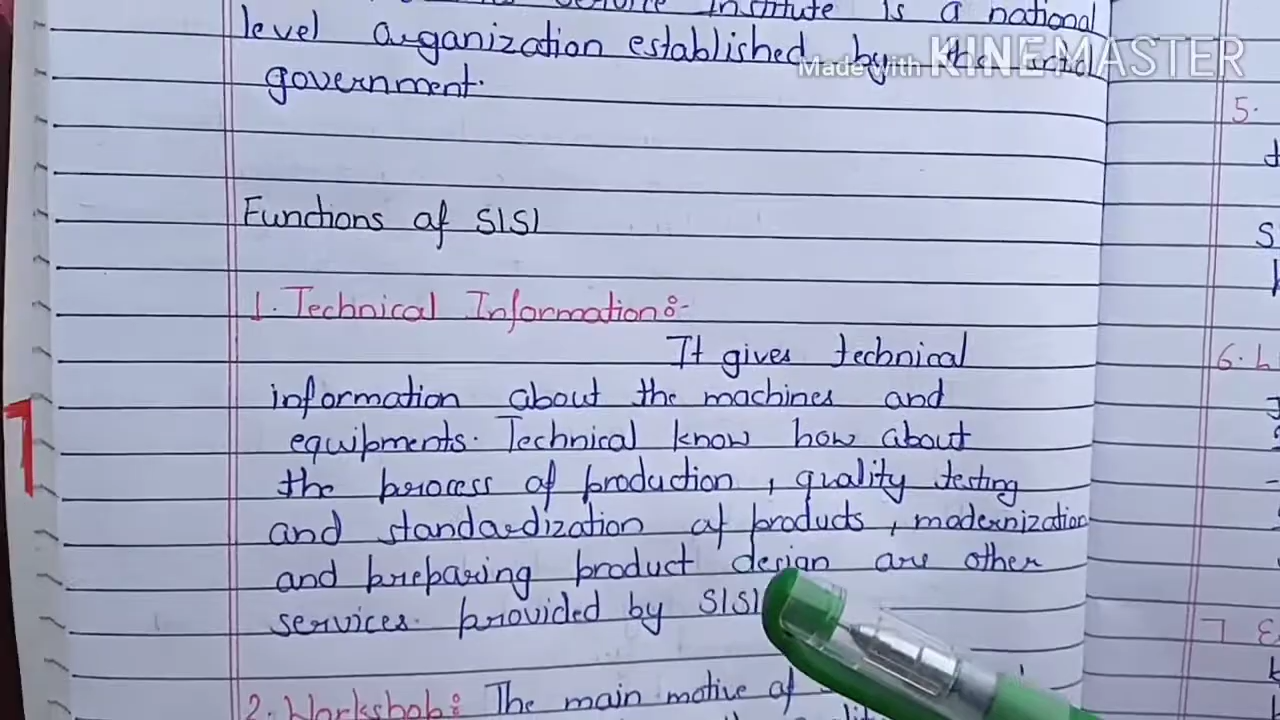 Institute is a national
level organization established by the
government.
Made with KINEMASTER
Functions of SISI
1. Technical Information:-
It gives technical
information about the machines and
equipments. Technical know how about
the process of production, quality testing
and standardization of products, modernization
and preparing product design are other
services provided by SISI
2. Workshop: The main motive of
5.
6.
7